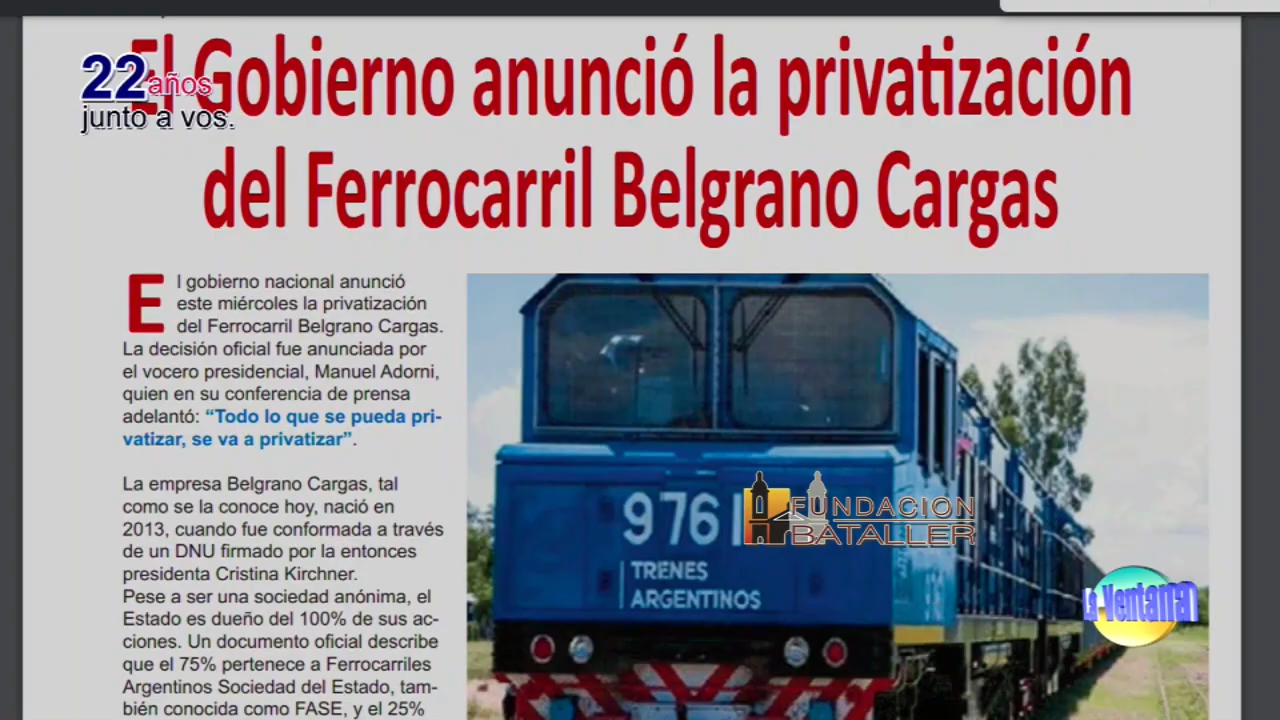 El Gobierno anunció la privatización
22 años
junto a vos.
del Ferrocarril Belgrano Cargas
El gobierno nacional anunció
este miércoles la privatización
del Ferrocarril Belgrano Cargas.
La decisión oficial fue anunciada por
el vocero presidencial, Manuel Adorni,
quien en su conferencia de prensa
adelantó: “Todo lo que se pueda pri-
vatizar, se va a privatizar”.
La empresa Belgrano Cargas, tal
como se la conoce hoy, nació en
2013, cuando fue conformada a través
de un DNU firmado por la entonces
presidenta Cristina Kirchner.
Pese a ser una sociedad anónima, el
Estado es dueño del 100% de sus ac-
ciones. Un documento oficial describe
que el 75% pertenece a Ferrocarriles
Argentinos Sociedad del Estado, tam-
bién conocida como FASE, y el 25%
TRENES
ARGENTINOS
FUNDACION
BATALLER
La Ventana